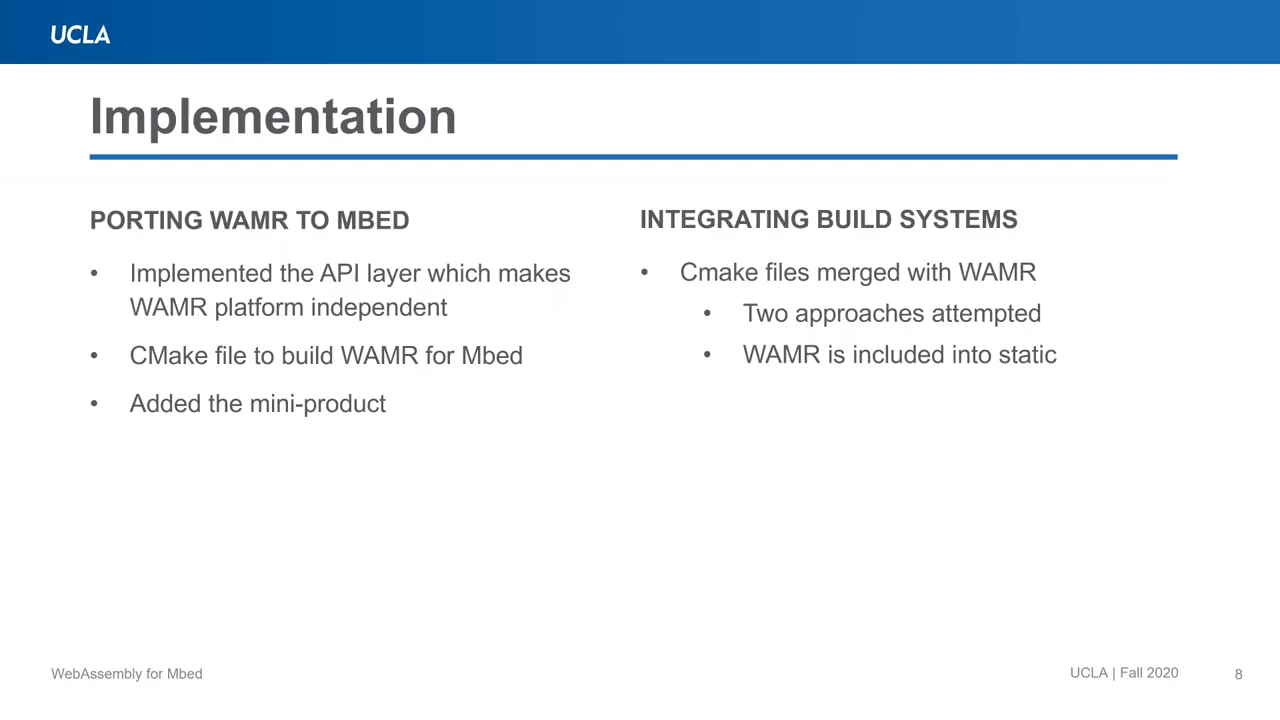 UCLA
Implementation
PORTING WAMR TO MBED
• Implemented the API layer which makes
WAMR platform independent
• CMake file to build WAMR for Mbed
• Added the mini-product
INTEGRATING BUILD SYSTEMS
• Cmake files merged with WAMR
• Two approaches attempted
• WAMR is included into static
WebAssembly for Mbed
UCLA | Fall 2020
8